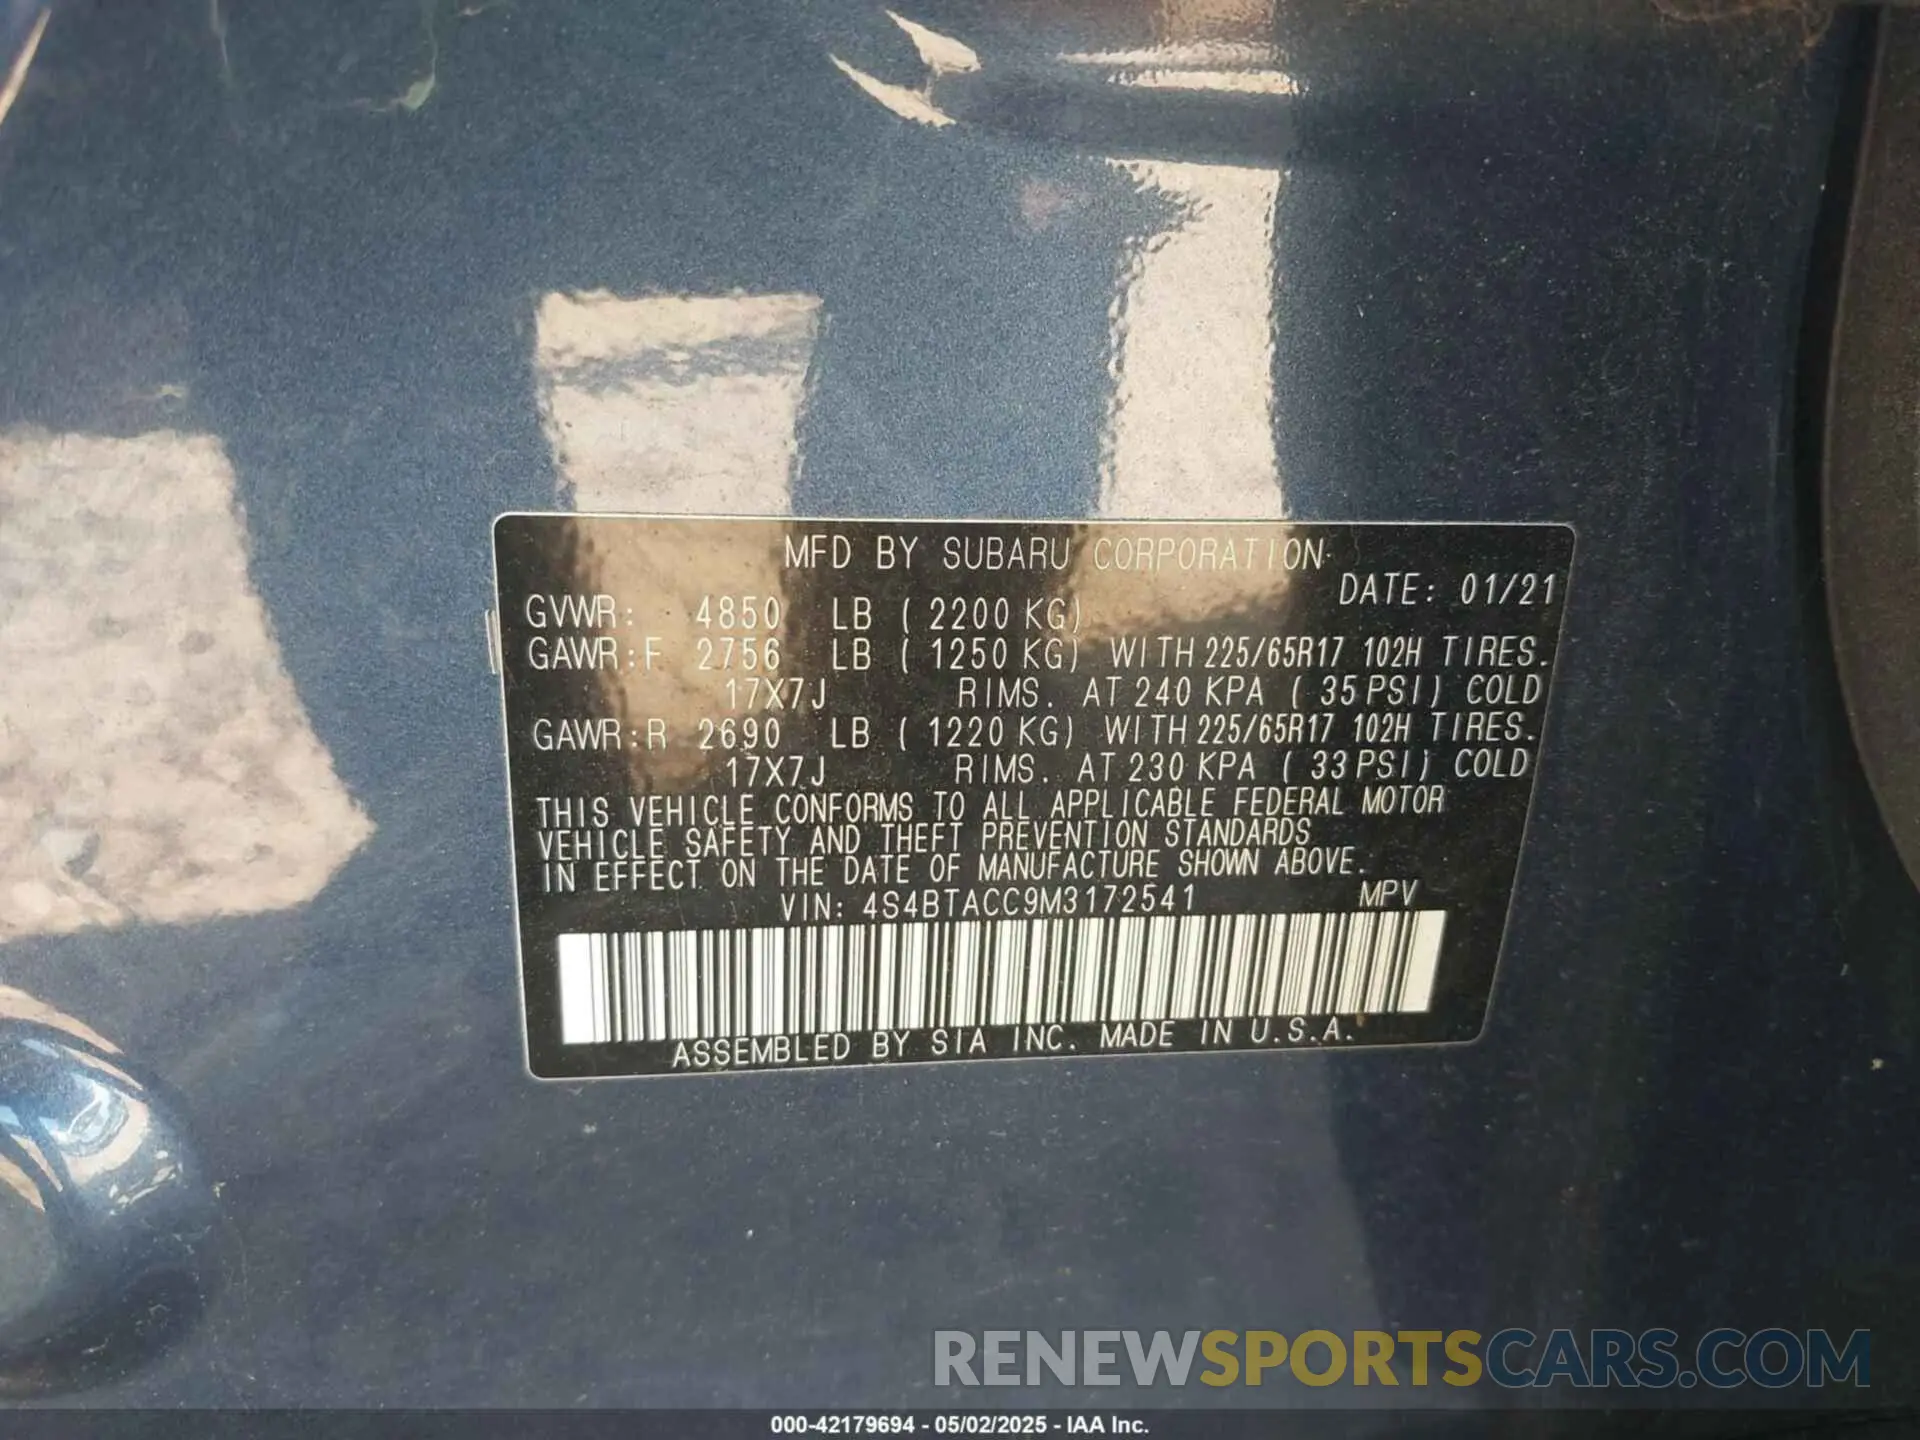 MFD BY SUBARU CORPORATION
DATE: 01/21
GVWR: 4850 LB ( 2200 KG)
GAWR:F 2756 LB ( 1250 KG) WITH 225/65R17 102H TIRES.
17X7J RIMS. AT 240 KPA ( 35 PSI) COLD
GAWR:R 2690 LB ( 1220 KG) WITH 225/65R17 102H TIRES.
17X7J RIMS. AT 230 KPA ( 33 PSI) COLD
THIS VEHICLE CONFORMS TO ALL APPLICABLE FEDERAL MOTOR
VEHICLE SAFETY AND THEFT PREVENTION STANDARDS
IN EFFECT ON THE DATE OF MANUFACTURE SHOWN ABOVE.
VIN: 4S4BTACC9M3172541 MPV
ASSEMBLED BY SIA INC. MADE IN U.S.A.
RENEWSPORTSCARS.COM
000-42179694 - 05/02/2025 - IAA Inc.